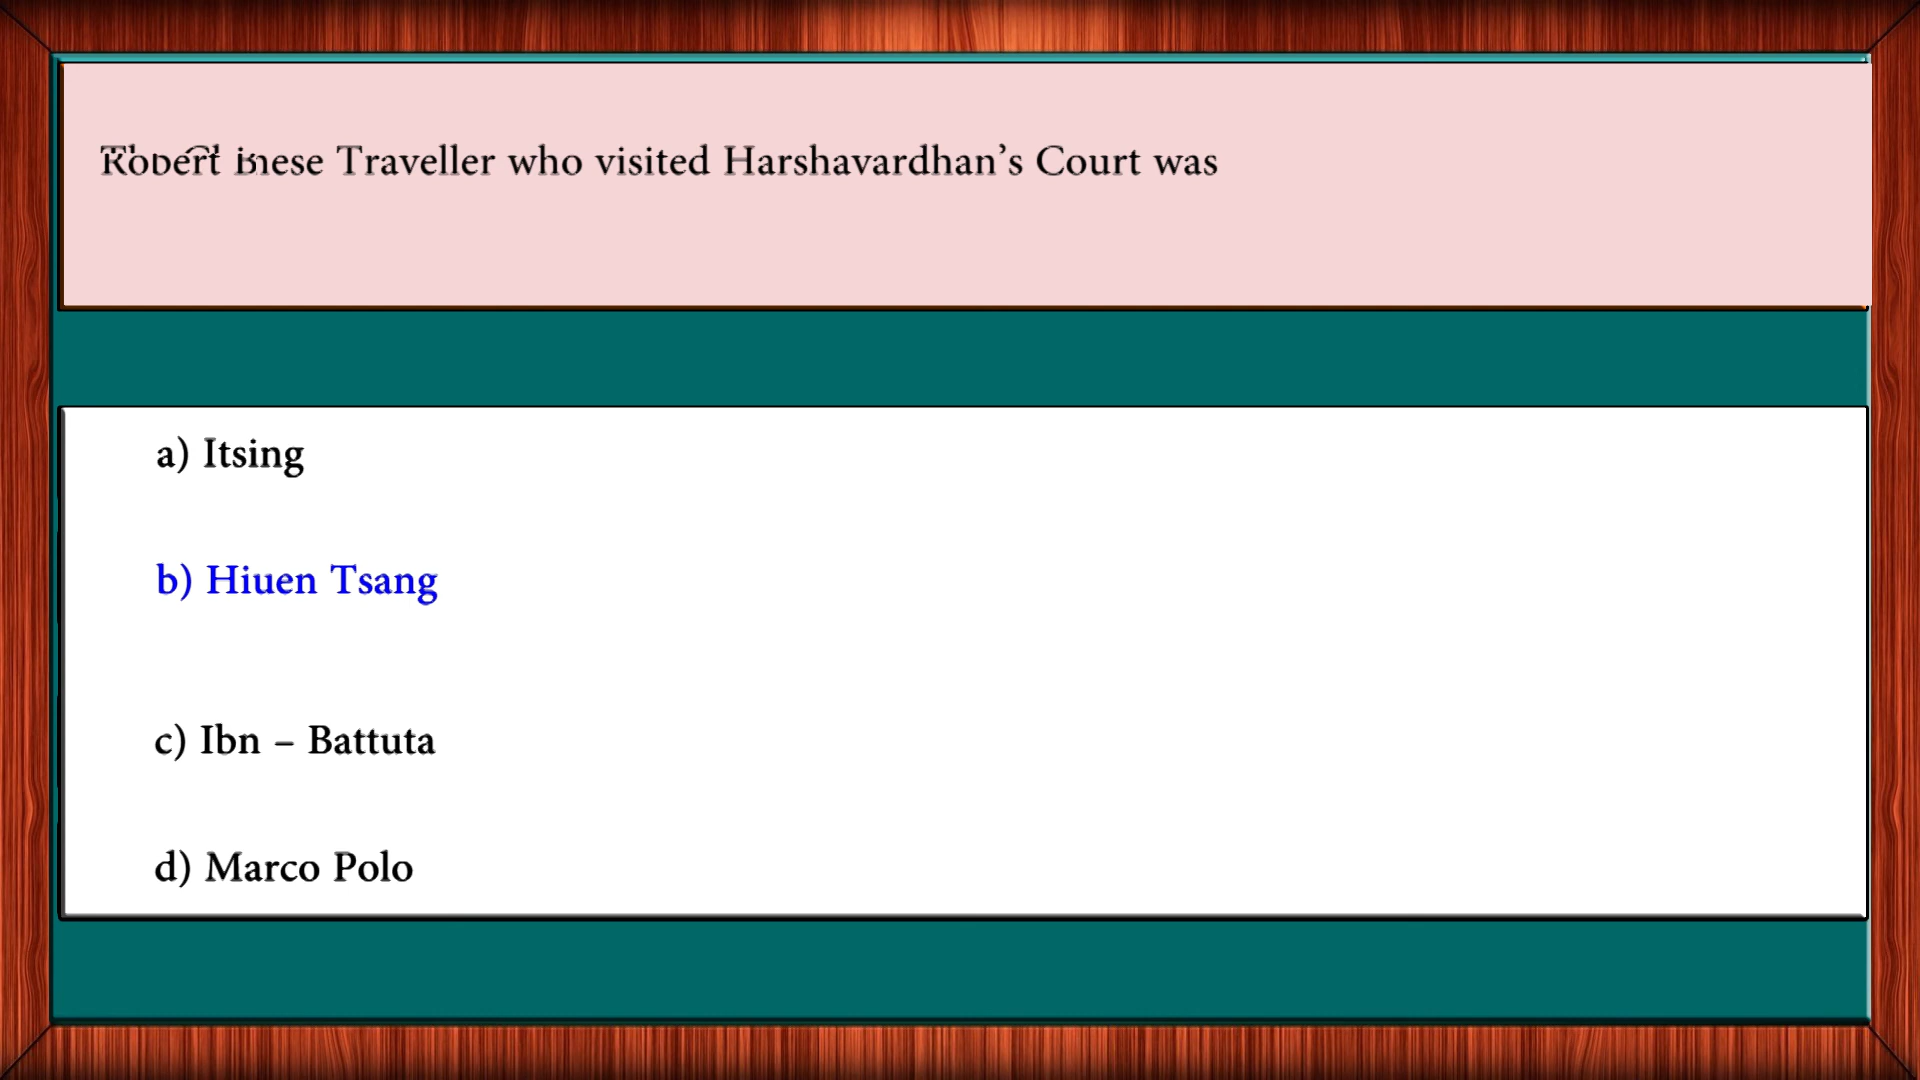 Traveller who visited Harshavardhan’s Court was
a) Itsing
b) Hiuen Tsang
c) Ibn – Battuta
d) Marco Polo